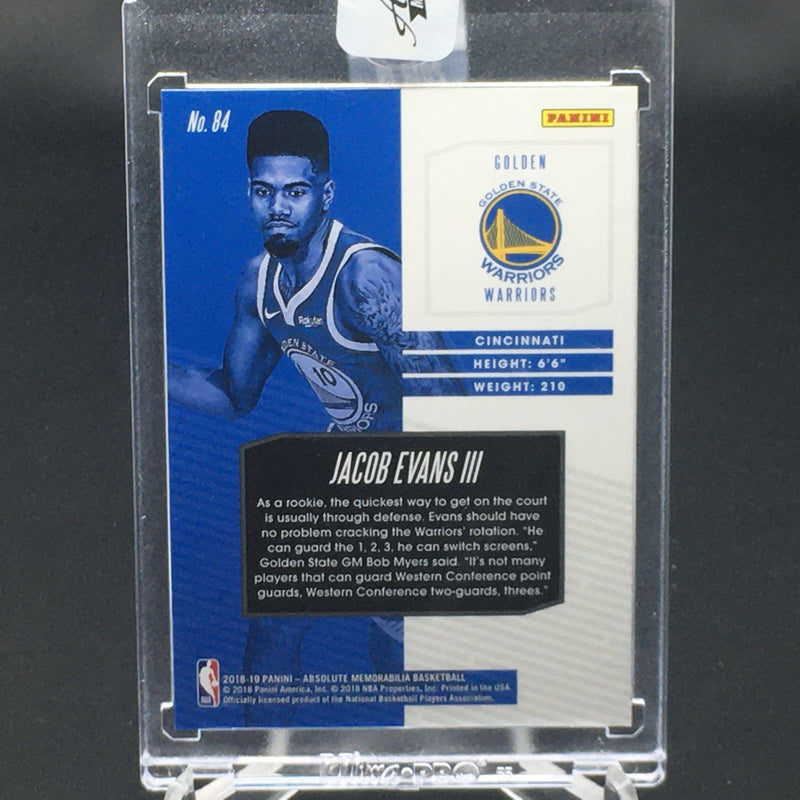 No. 84
PANINI
GOLDEN
GOLDEN STATE
WARRIORS
WARRIORS
CINCINNATI
HEIGHT: 6'6"
WEIGHT: 210
Rakuten
10
JACOB EVANS III
As a rookie, the quickest way to get on the court
is usually through defense. Evans should have
no problem cracking the Warriors' rotation. "He
can guard the 1, 2, 3, he can switch screens,"
Golden State GM Bob Myers said. "It's not many
players that can guard Western Conference point
guards, Western Conference two-guards, threes."
2018-19 PANINI – ABSOLUTE MEMORABILIA BASKETBALL
© 2018 Panini America, Inc. © 2018 NBA Properties, Inc. Printed in the USA.
Officially licensed product of the National Basketball Players Association.